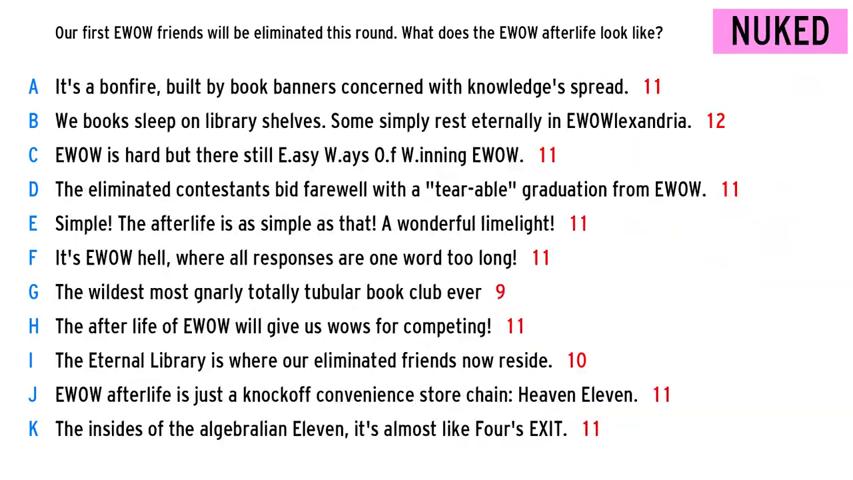 Our first EWOW friends will be eliminated this round. What does the EWOW afterlife look like?
NUKED
A It's a bonfire, built by book banners concerned with knowledge's spread. 11
B We books sleep on library shelves. Some simply rest eternally in EWOWlexandria. 12
C EWOW is hard but there still E.asy W.ays O.f W.inning EWOW. 11
D The eliminated contestants bid farewell with a "tear-able" graduation from EWOW. 11
E Simple! The afterlife is as simple as that! A wonderful limelight! 11
F It's EWOW hell, where all responses are one word too long! 11
G The wildest most gnarly totally tubular book club ever 9
H The after life of EWOW will give us wows for competing! 11
I The Eternal Library is where our eliminated friends now reside. 10
J EWOW afterlife is just a knockoff convenience store chain: Heaven Eleven. 11
K The insides of the algebralian Eleven, it's almost like Four's EXIT. 11